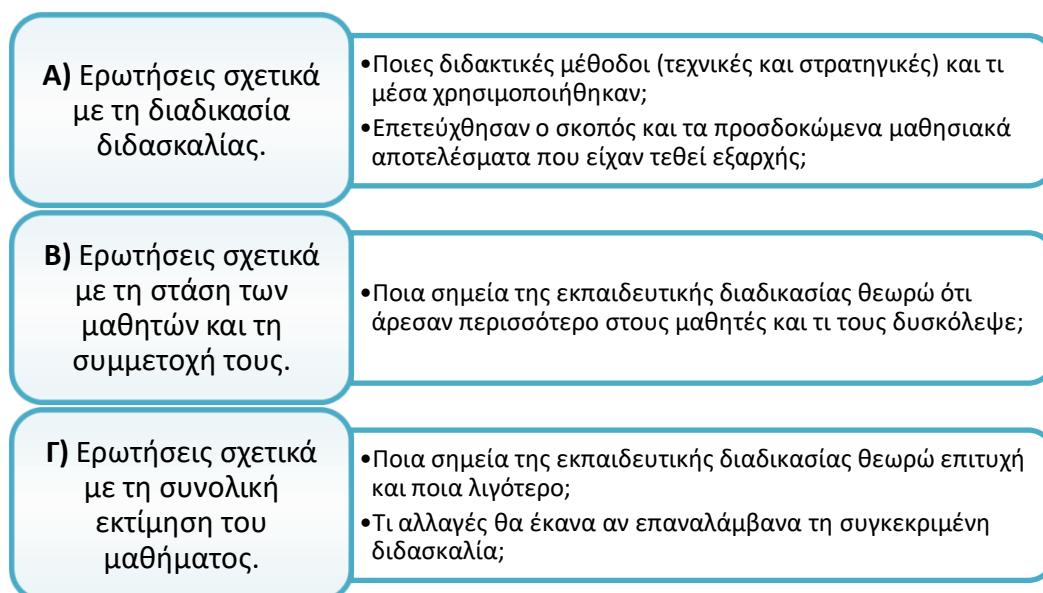 Α) Ερωτήσεις σχετικά
με τη διαδικασία
διδασκαλίας.
•Ποιες διδακτικές μέθοδοι (τεχνικές και στρατηγικές) και τι
μέσα χρησιμοποιήθηκαν;
•Επετεύχθησαν ο σκοπός και τα προσδοκώμενα μαθησιακά
αποτελέσματα που είχαν τεθεί εξαρχής;
Β) Ερωτήσεις σχετικά
με τη στάση των
μαθητών και τη
συμμετοχή τους.
•Ποια σημεία της εκπαιδευτικής διαδικασίας θεωρώ ότι
άρεσαν περισσότερο στους μαθητές και τι τους δυσκόλεψε;
Γ) Ερωτήσεις σχετικά
με τη συνολική
εκτίμηση του
μαθήματος.
•Ποια σημεία της εκπαιδευτικής διαδικασίας θεωρώ επιτυχή
και ποια λιγότερο;
•Τι αλλαγές θα έκανα αν επαναλάμβανα τη συγκεκριμένη
διδασκαλία;